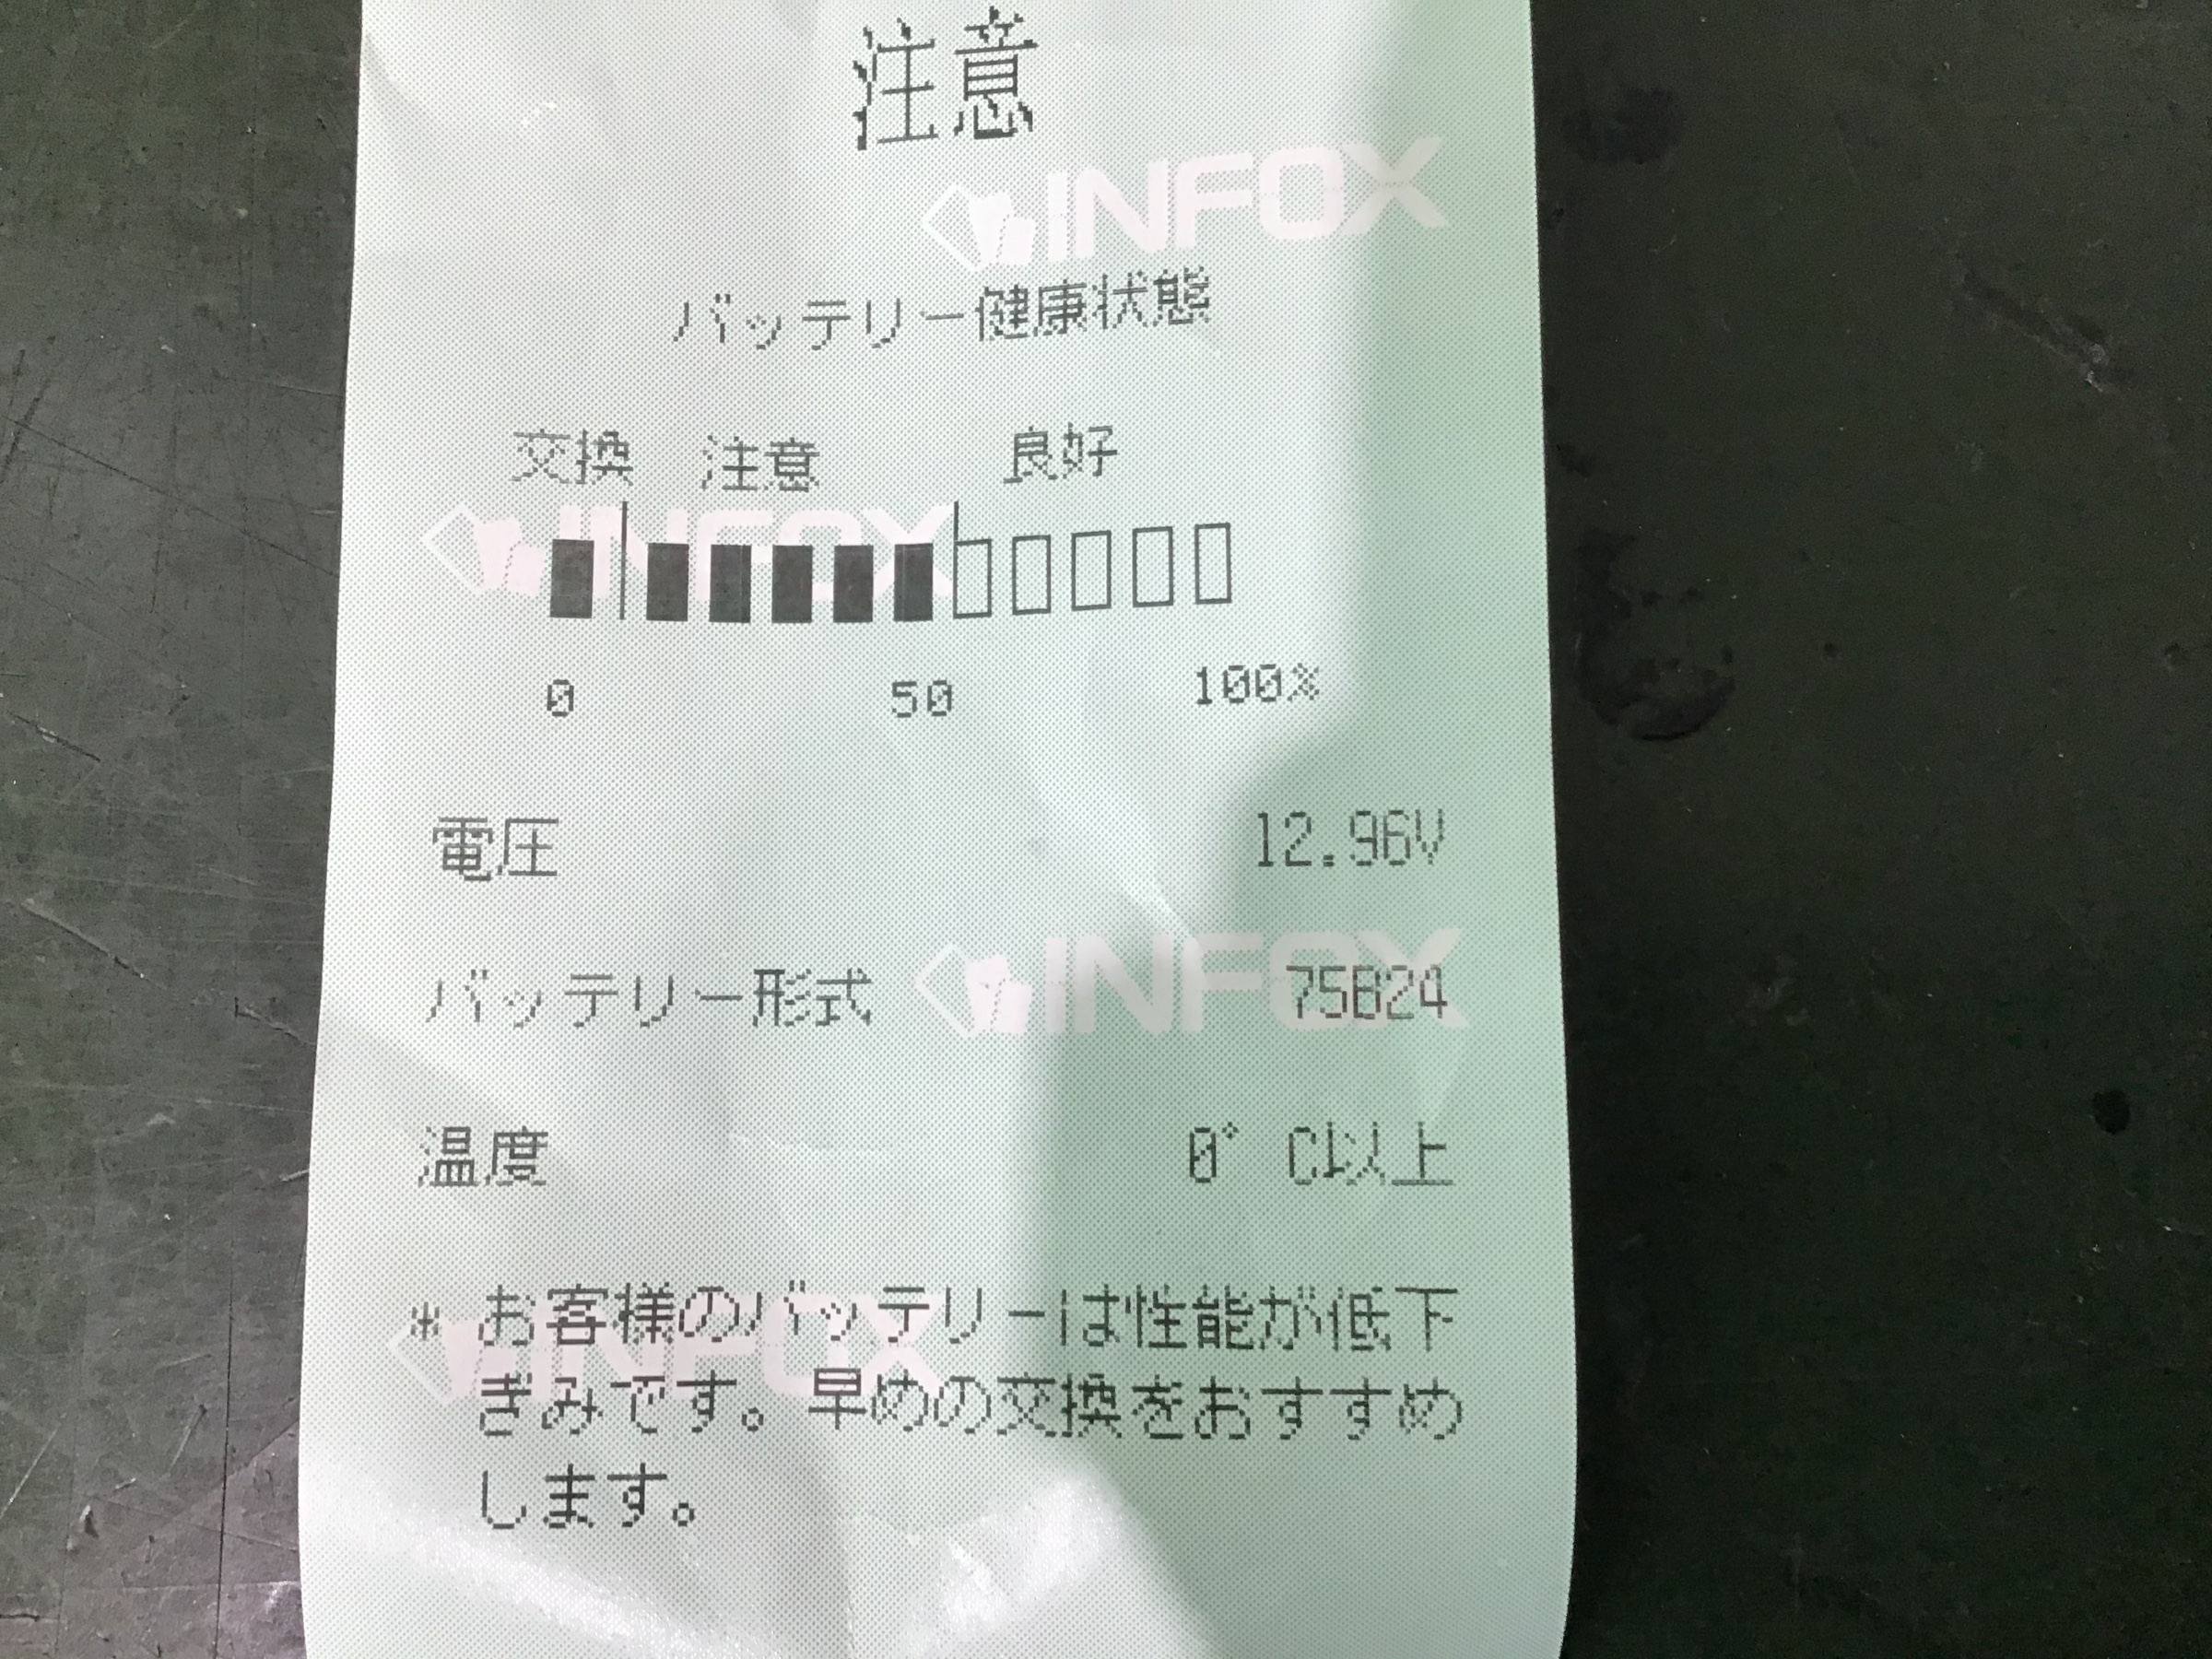 注意
INFOX
バッテリー健康状態
交換 注意 良好
INFOX
0 50 100%
電圧 12.96V
バッテリー形式 75B24
INFOX
温度 0° C以上
* お客様のバッテリーは性能が低下
ぎみです。早めの交換をおすすめ
します。
INFOX